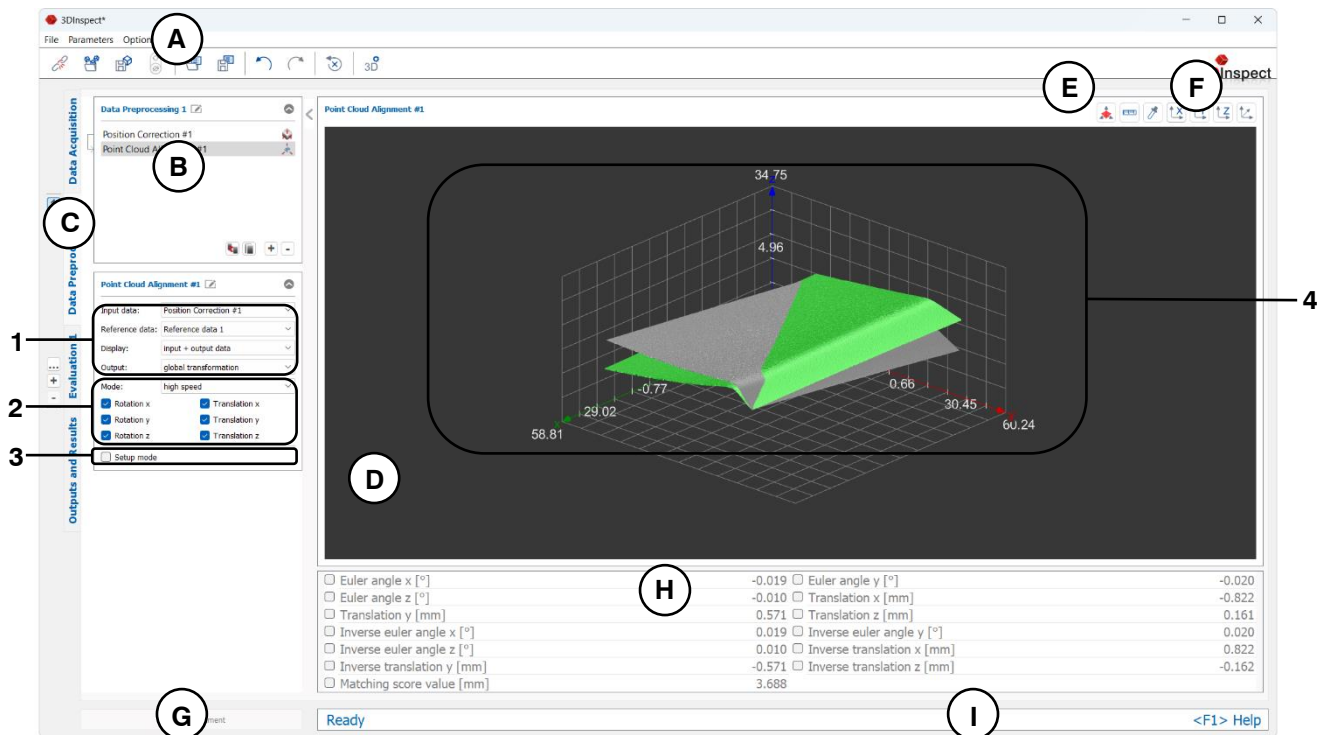 3DInspect*
File Parameters
A
3D
Inspect
E
F
Data Acquisition
Evaluation 1
Outputs and Results
C
Data Preprocessing 1
Position Correction #1
B
Point Cloud Alignment #1
Input data: Position Correction #1
Reference data: Reference data 1
Display: input + output data
Output: global transformation
1
Mode: high speed
Rotation x Translation x
Rotation y Translation y
Rotation z Translation z
2
Setup mode
3
Point Cloud Alignment #1
X
Z
34.75
z
4.96
-0.77
29.02
58.81
0.66
30.45
60.24
4
D
H
Euler angle x [°] -0.019 Euler angle y [°] -0.020
Euler angle z [°] -0.010 Translation x [mm] -0.822
Translation y [mm] 0.571 Translation z [mm] 0.161
Inverse euler angle x [°] 0.019 Inverse euler angle y [°] 0.020
Inverse euler angle z [°] 0.010 Inverse translation x [mm] 0.822
Inverse translation y [mm] -0.571 Inverse translation z [mm] -0.162
Matching score value [mm] 3.688
G
Ready
I
<F1> Help